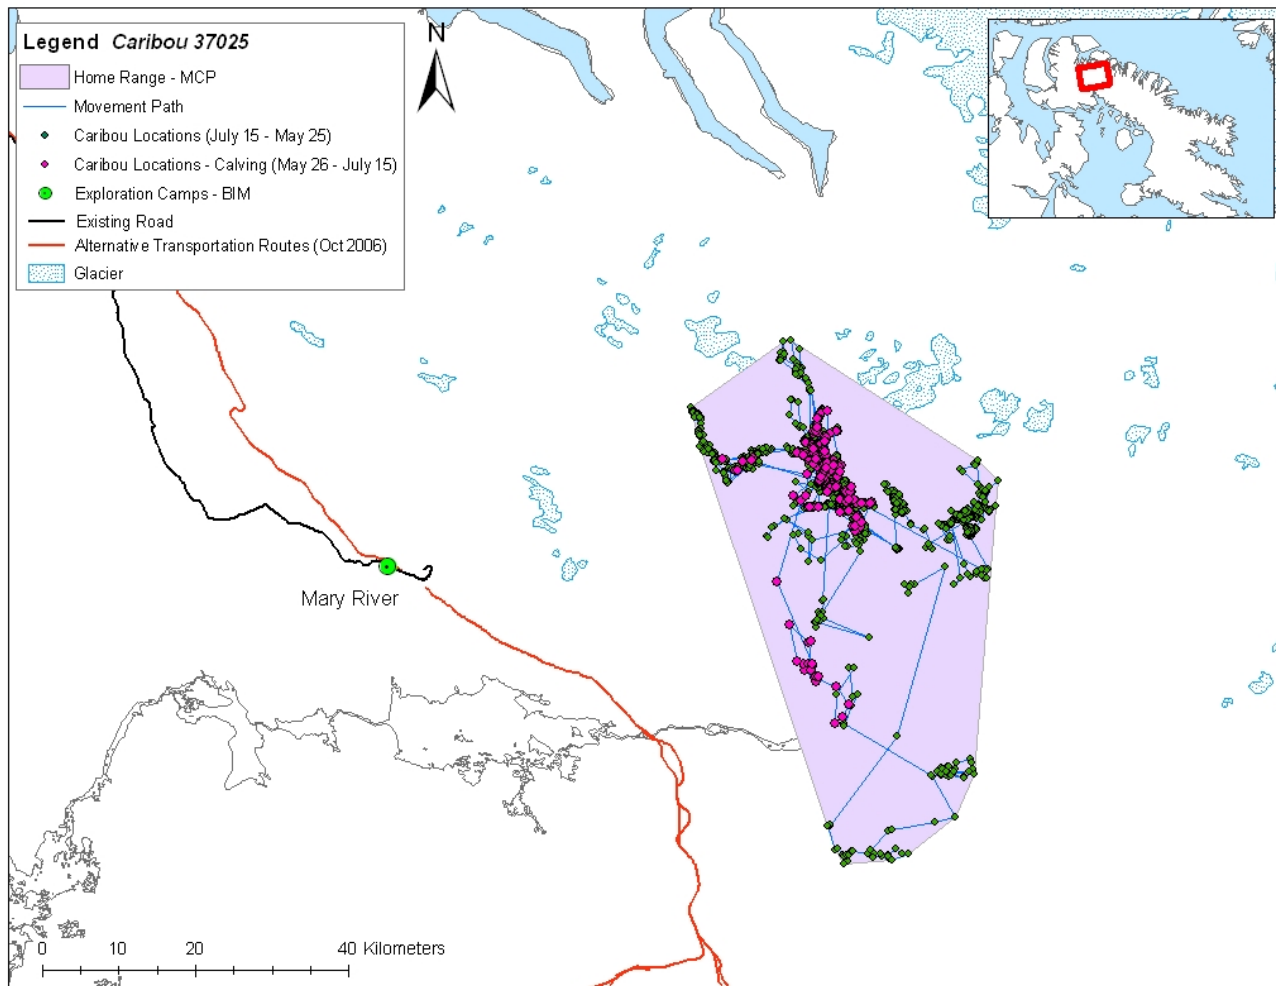 Legend Caribou 37025
Home Range - MCP
Movement Path
Caribou Locations (July 15 - May 25)
Caribou Locations - Calving (May 26 - July 15)
Exploration Camps - BIM
Existing Road
Alternative Transportation Routes (Oct 2006)
Glacier
N
Mary River
0 10 20 40 Kilometers